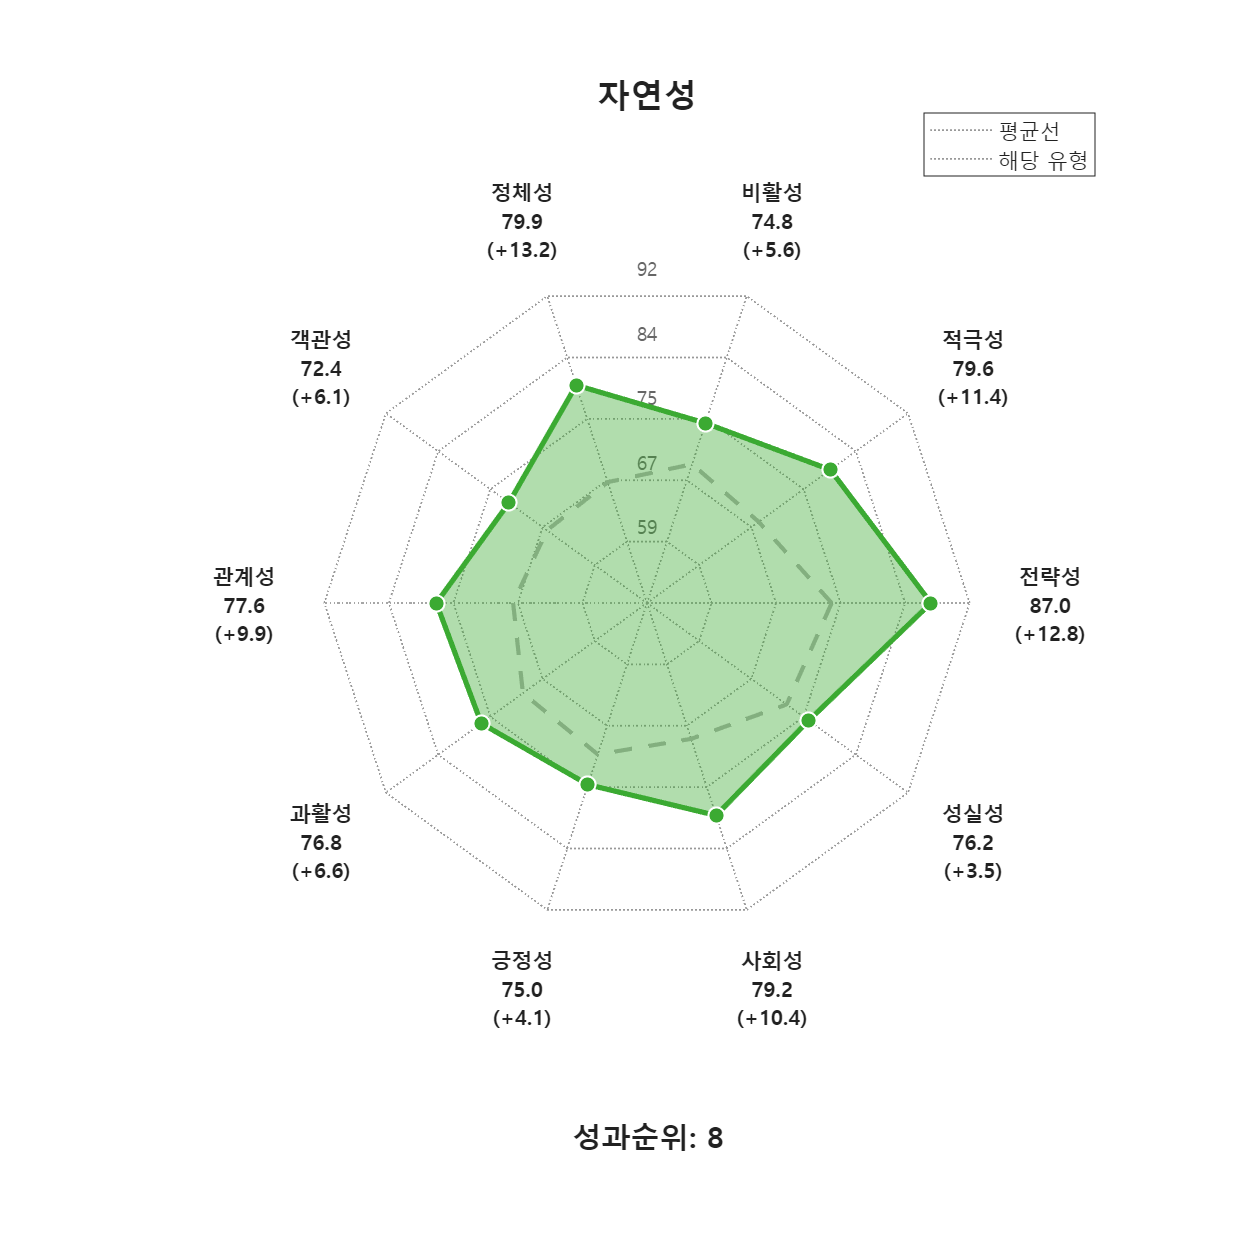 자연성
평균선
해당 유형
정체성
79.9
(+13.2)
비활성
74.8
(+5.6)
92
84
75
67
59
객관성
72.4
(+6.1)
적극성
79.6
(+11.4)
관계성
77.6
(+9.9)
전략성
87.0
(+12.8)
과활성
76.8
(+6.6)
성실성
76.2
(+3.5)
긍정성
75.0
(+4.1)
사회성
79.2
(+10.4)
성과순위: 8